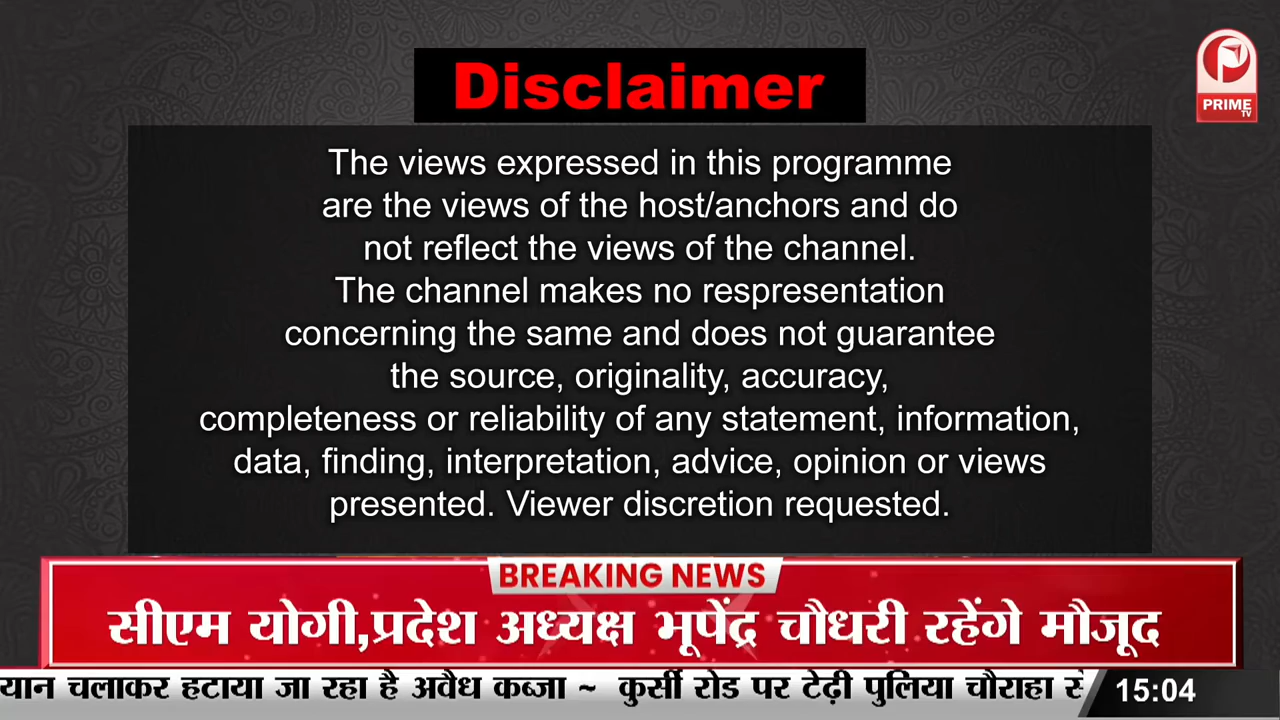 Disclaimer
PRIME
TV
The views expressed in this programme
are the views of the host/anchors and do
not reflect the views of the channel.
The channel makes no respresentation
concerning the same and does not guarantee
the source, originality, accuracy,
completeness or reliability of any statement, information,
data, finding, interpretation, advice, opinion or views
presented. Viewer discretion requested.
BREAKING NEWS
सीएम योगी,प्रदेश अध्यक्ष भूपेंद्र चौधरी रहेंगे मौजूद
यान चलाकर हटाया जा रहा है अवैध कब्जा ~ कुर्सी रोड पर टेढ़ी पुलिया चौराहा से
15:04